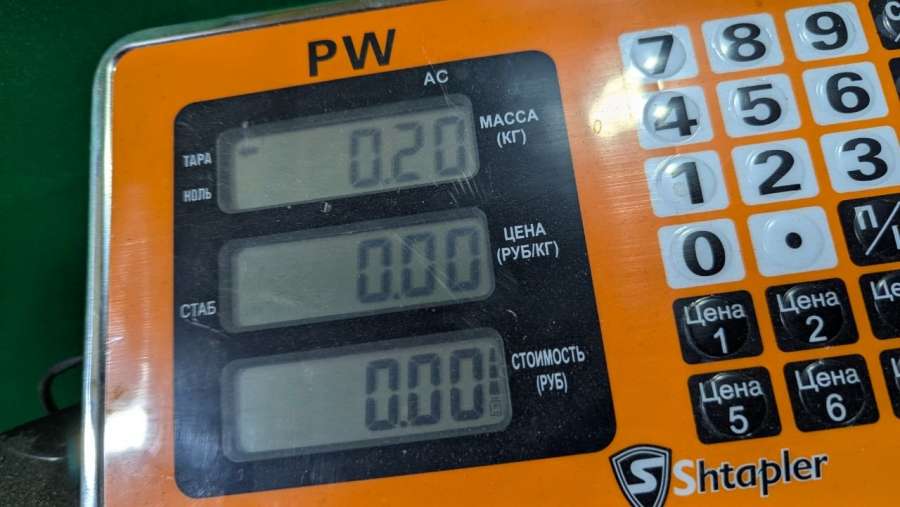 PW
AC
ТАРА
НОЛЬ
0.20
МАССА
(КГ)
СТАБ
0.00
ЦЕНА
(РУБ/КГ)
0.00
СТОИМОСТЬ
(РУБ)
7 8 9
4 5 6
1 2 3
0 •
Цена 1
Цена 2
Цена 5
Цена 6
S Shtapler